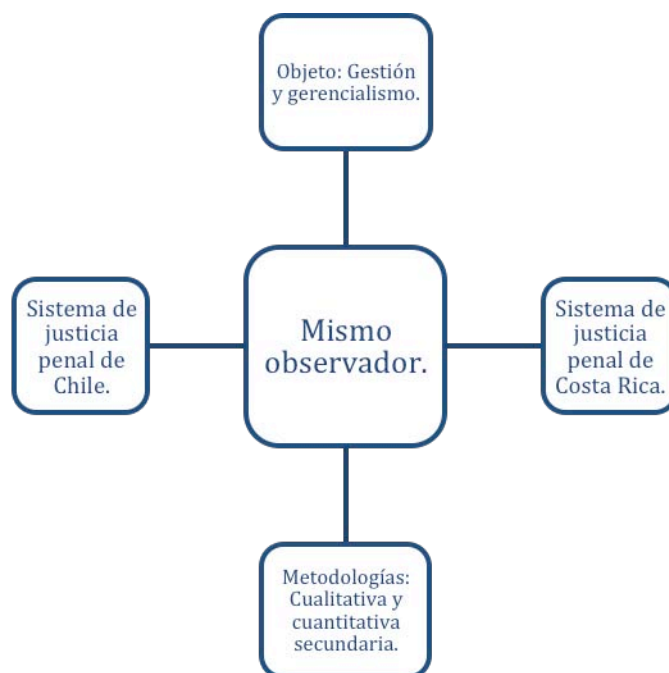 Objeto: Gestión
y gerencialismo.
Sistema de
justicia
penal de
Chile.
Mismo
observador.
Sistema de
justicia
penal de
Costa Rica.
Metodologías:
Cualitativa y
cuantitativa
secundaria.